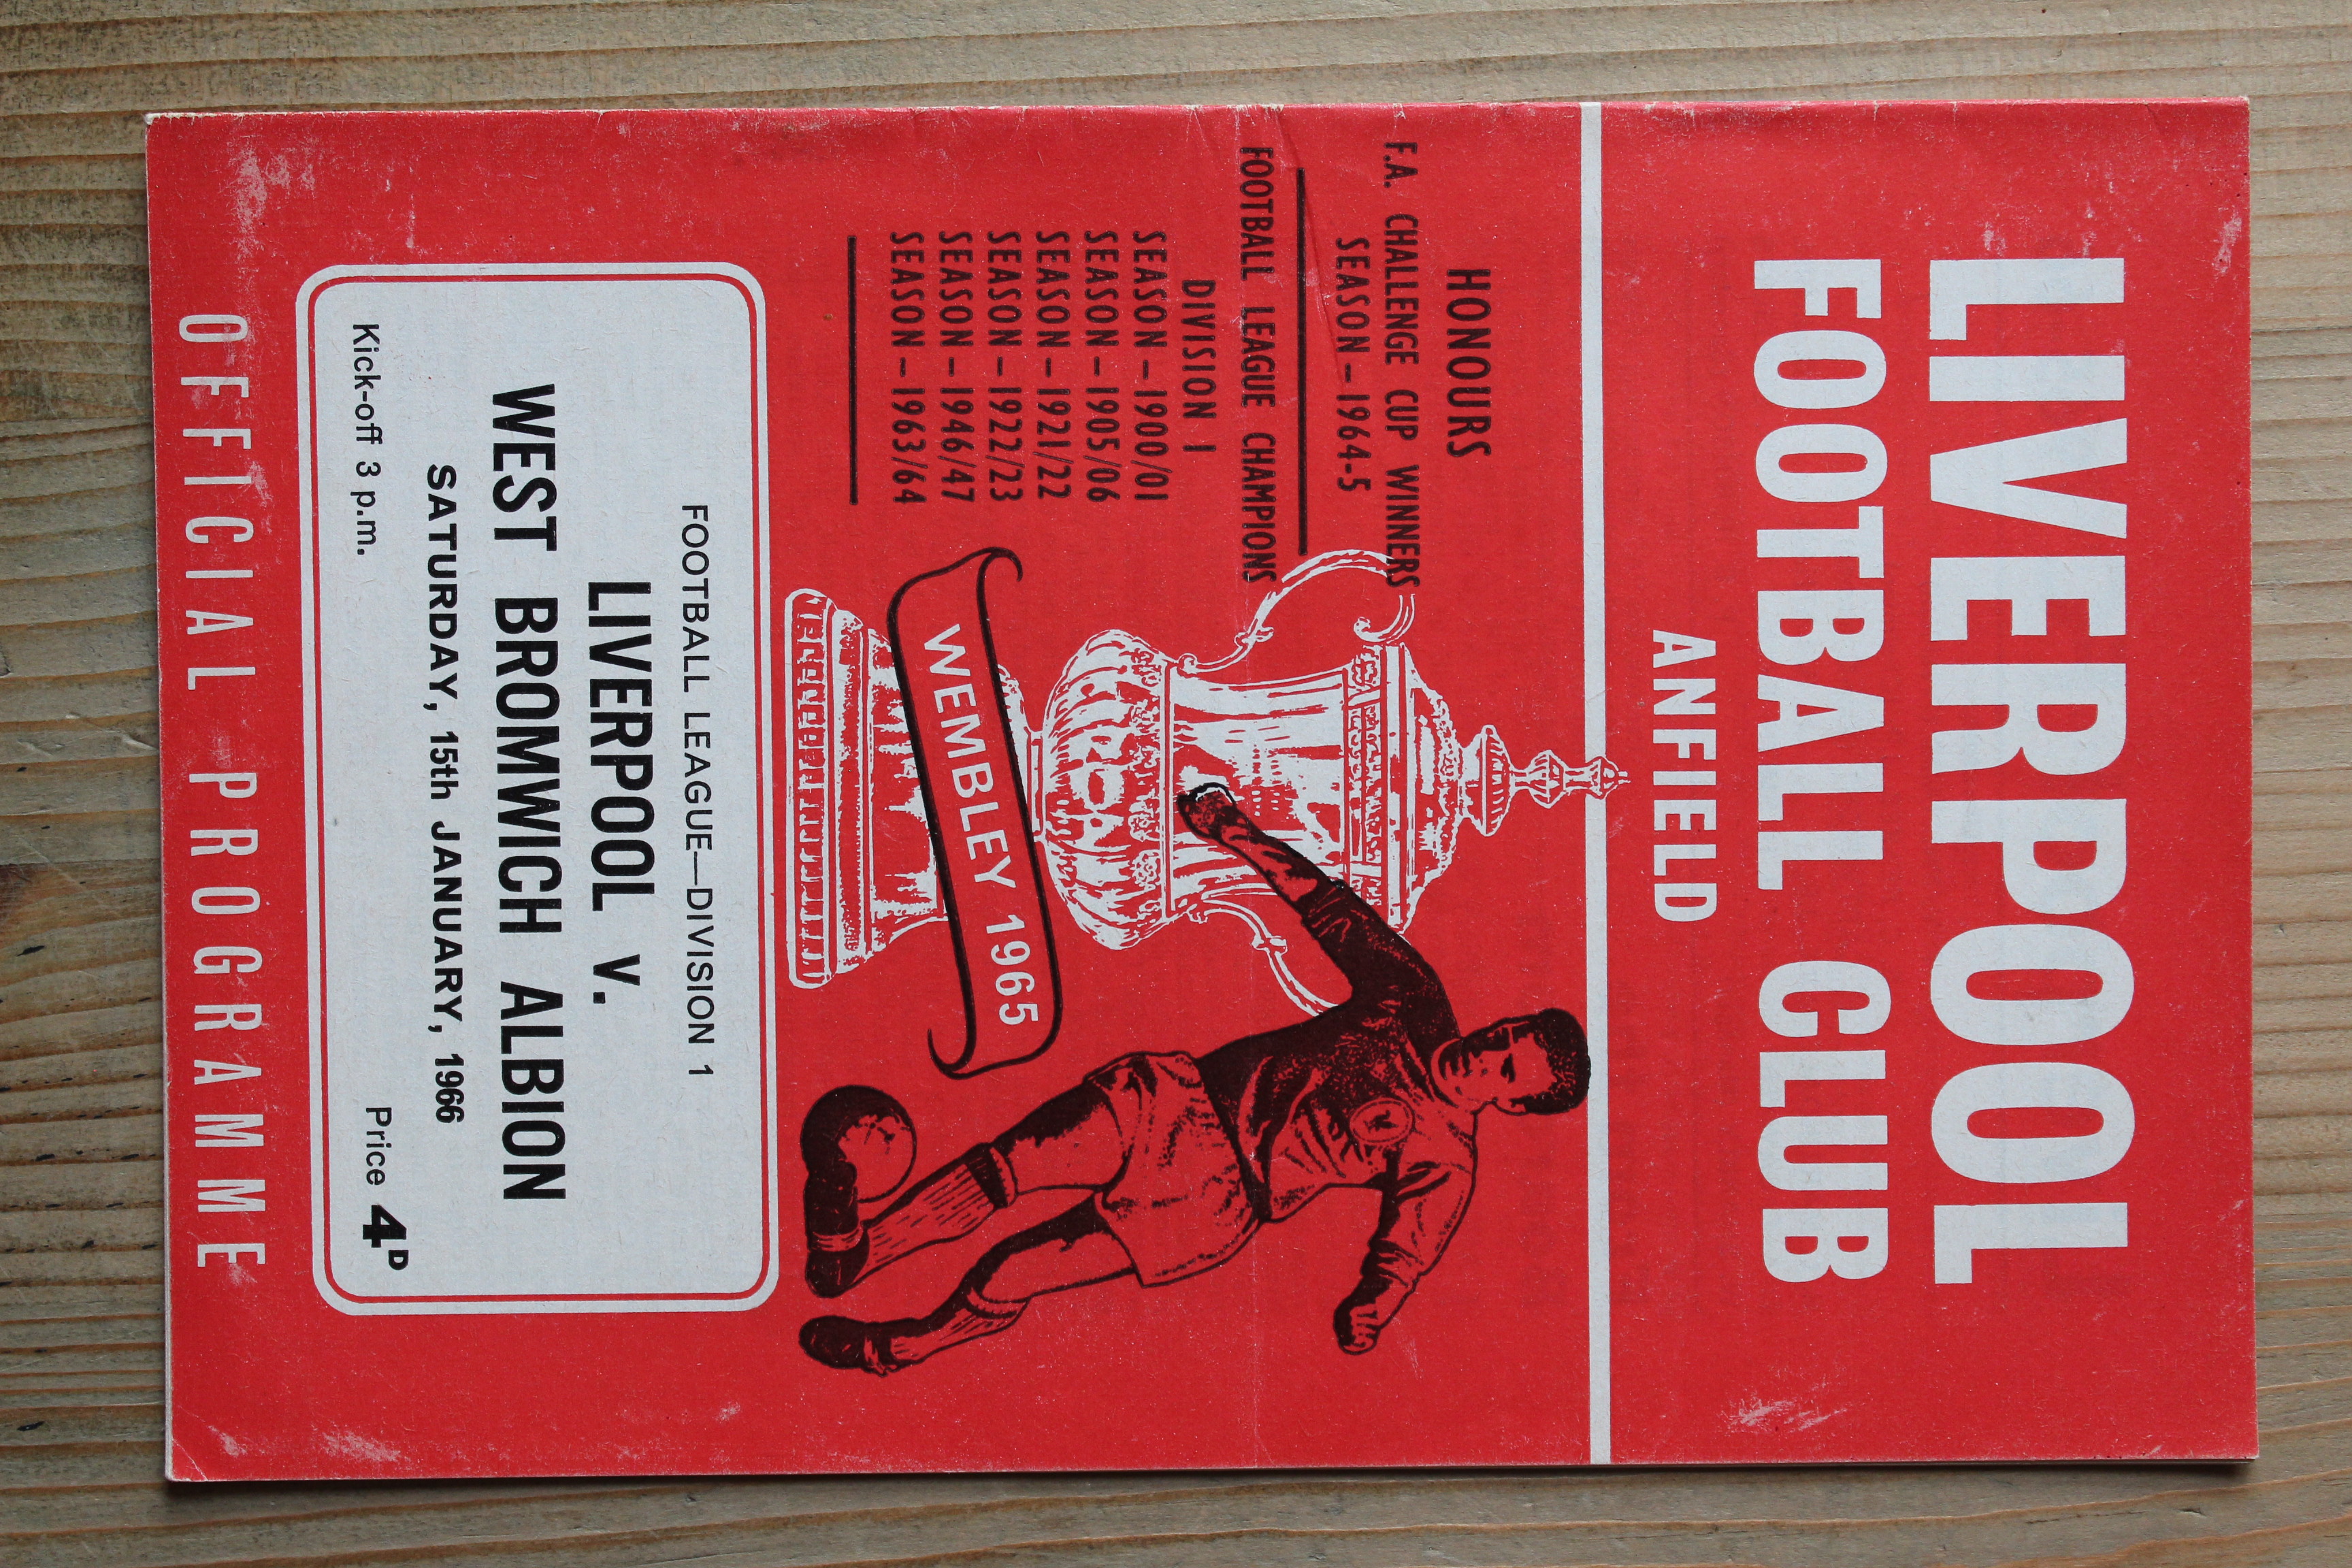 LIVERPOOL
FOOTBALL CLUB
ANFIELD
HONOURS
F.A. CHALLENGE CUP WINNERS
SEASON—1964-5
FOOTBALL LEAGUE CHAMPIONS
DIVISION 1
SEASON—1900/01
SEASON—1905/06
SEASON—1921/22
SEASON—1922/23
SEASON—1946/47
SEASON—1963/64
WEMBLEY 1965
FOOTBALL LEAGUE—DIVISION 1
LIVERPOOL v.
WEST BROMWICH ALBION
SATURDAY, 15th JANUARY, 1966
Kick-off 3 p.m. Price 4D
OFFICIAL PROGRAMME